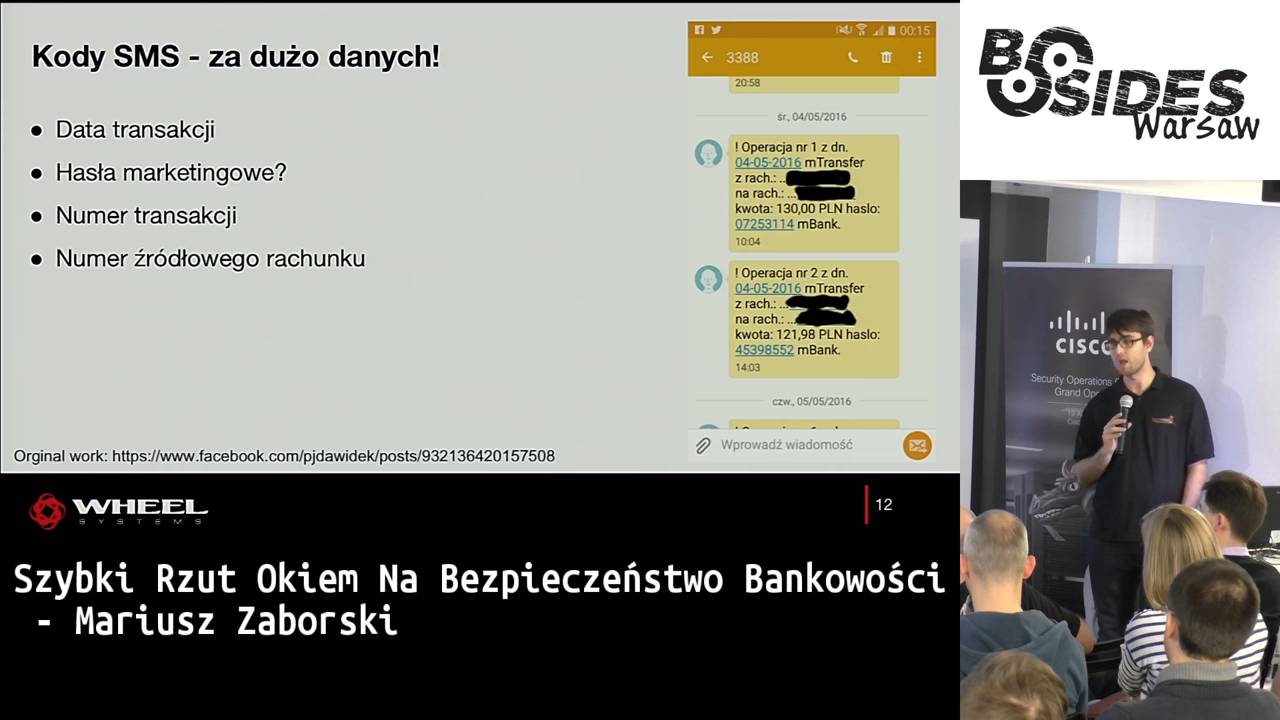 Kody SMS - za dużo danych!
● Data transakcji
● Hasła marketingowe?
● Numer transakcji
● Numer źródłowego rachunku
00:15
3388
20:58
śr., 04/05/2016
! Operacja nr 1 z dn.
04-05-2016 mTransfer
z rach.: ..
na rach.: ...
kwota: 130,00 PLN haslo:
07253114 mBank.
10:04
! Operacja nr 2 z dn.
04-05-2016 mTransfer
z rach.: ...
na rach.: ...
kwota: 121,98 PLN haslo:
45398552 mBank.
14:03
czw., 05/05/2016
Wprowadź wiadomość
Orginal work: https://www.facebook.com/pjdawidek/posts/932136420157508
WHEEL
SYSTEMS
12
Szybki Rzut Okiem Na Bezpieczeństwo Bankowości
- Mariusz Zaborski
BSIDES
Warsaw
CISCO
Security Operations
Grand